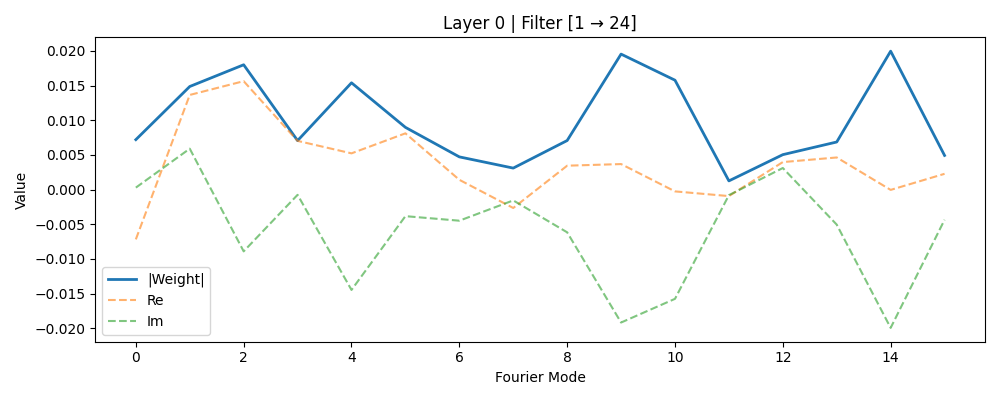 Layer 0 | Filter [1 → 24]
0.020
0.015
0.010
0.005
0.000
−0.005
−0.010
−0.015
−0.020
Value
|Weight|
Re
Im
0 2 4 6 8 10 12 14
Fourier Mode